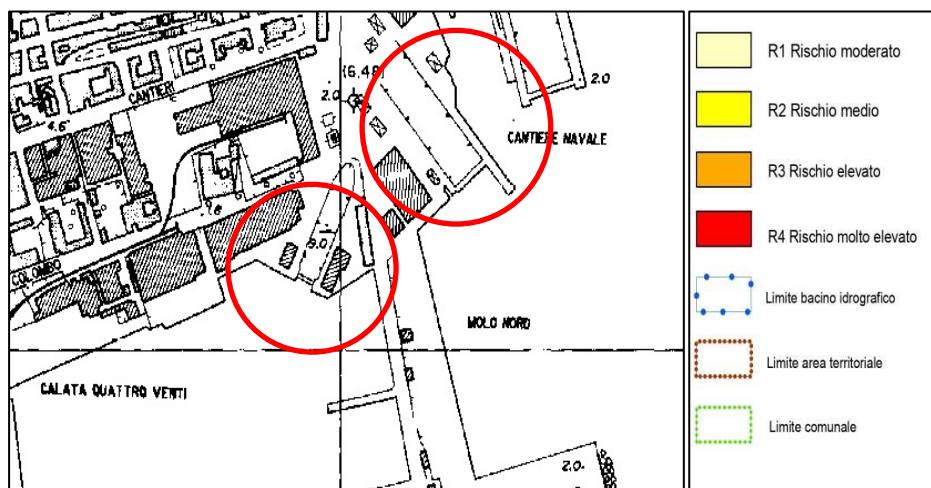 CANTIERI
(6,48)
2.0
4.6
CANTIERE NAVALE
2.0
COLOMBO
9.0
MOLO NORD
CALATA QUATTRO VENTI
2.0
R1 Rischio moderato
R2 Rischio medio
R3 Rischio elevato
R4 Rischio molto elevato
Limite bacino idrografico
Limite area territoriale
Limite comunale